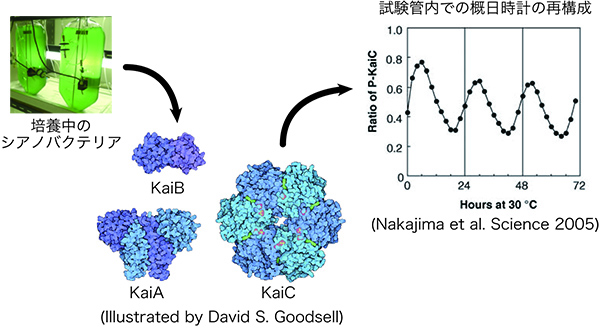 試験管内での概日時計の再構成
培養中の
シアノバクテリア
KaiB
KaiA
KaiC
(Illustrated by David S. Goodsell)
Ratio of P-KaiC
1.0
0.8
0.6
0.4
0.2
0
0
24
48
72
Hours at 30 °C
(Nakajima et al. Science 2005)